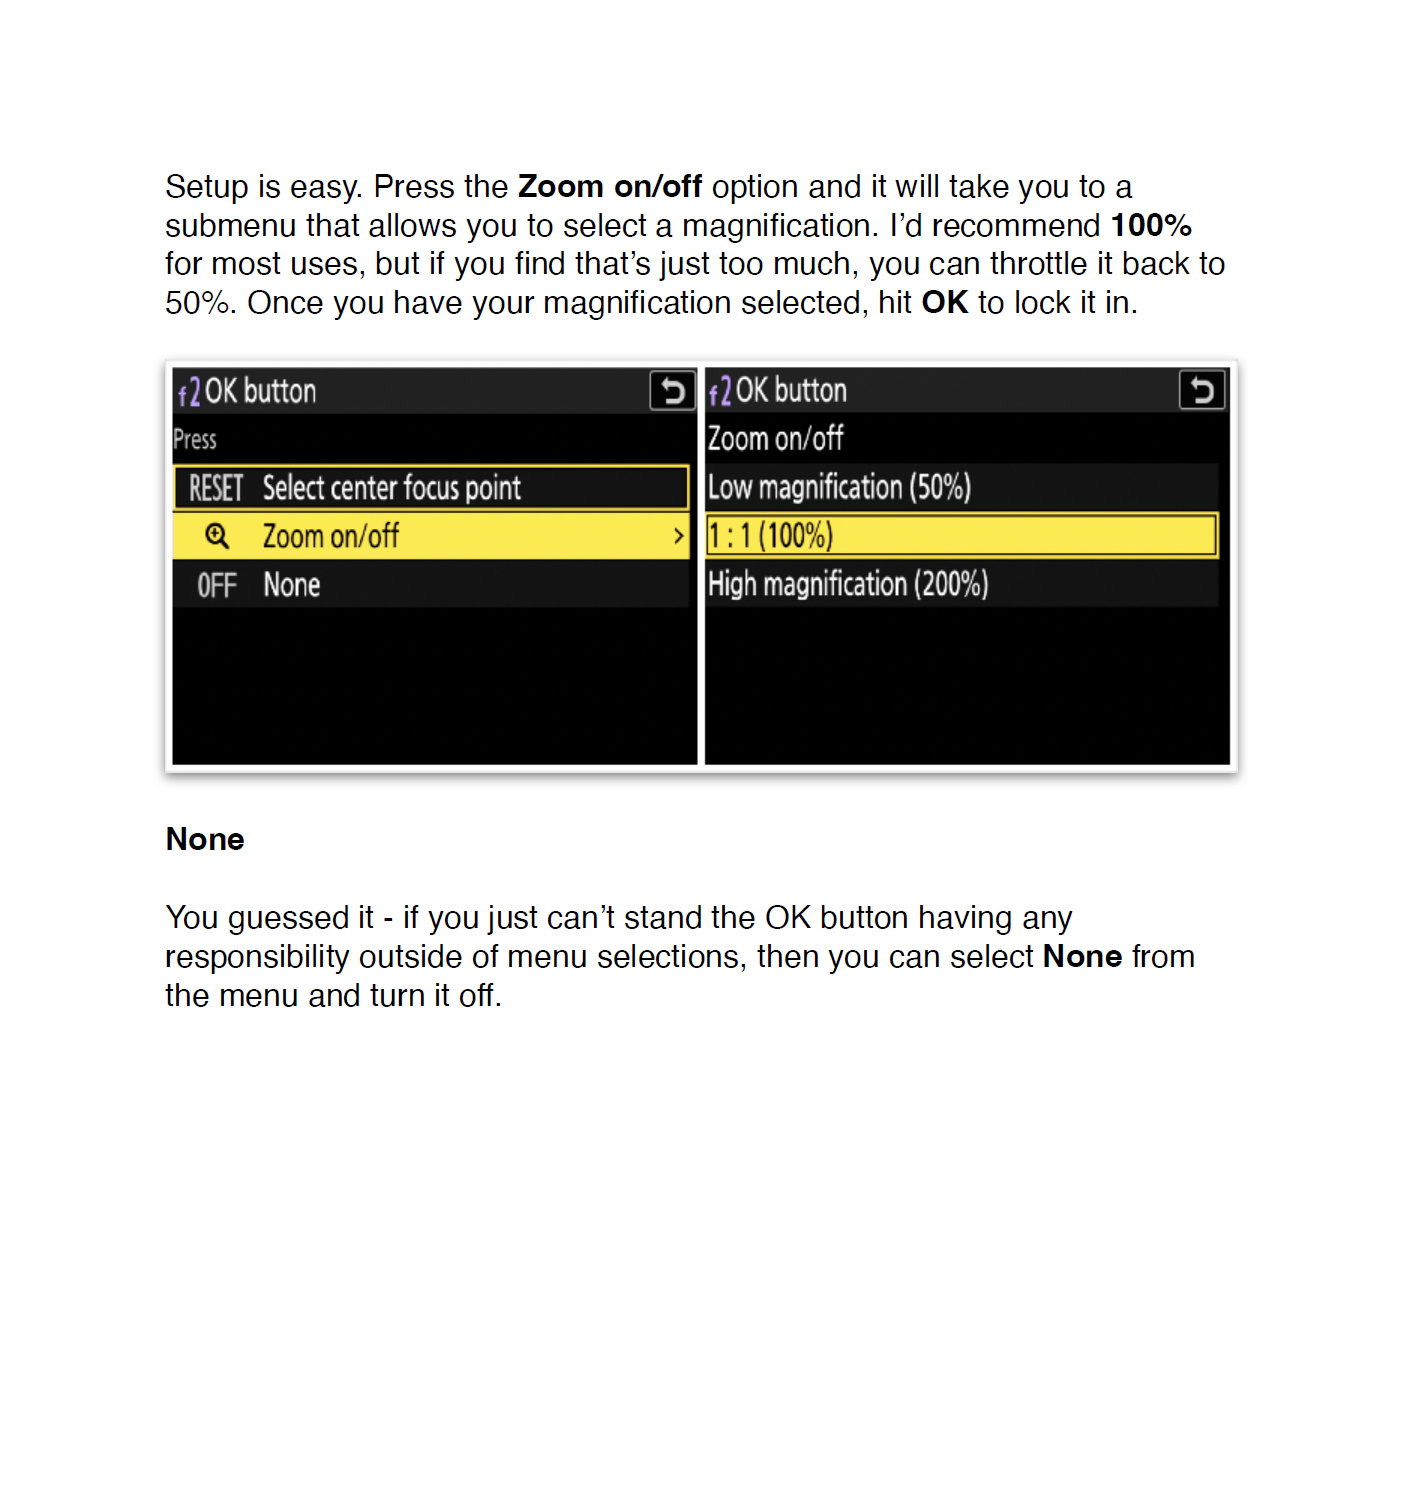 Setup is easy. Press the Zoom on/off option and it will take you to a
submenu that allows you to select a magnification. I’d recommend 100%
for most uses, but if you find that’s just too much, you can throttle it back to
50%. Once you have your magnification selected, hit OK to lock it in.
f2 OK button
Press
RESET Select center focus point
Zoom on/off >
OFF None
f2 OK button
Zoom on/off
Low magnification (50%)
1 : 1 (100%)
High magnification (200%)
None
You guessed it - if you just can’t stand the OK button having any
responsibility outside of menu selections, then you can select None from
the menu and turn it off.